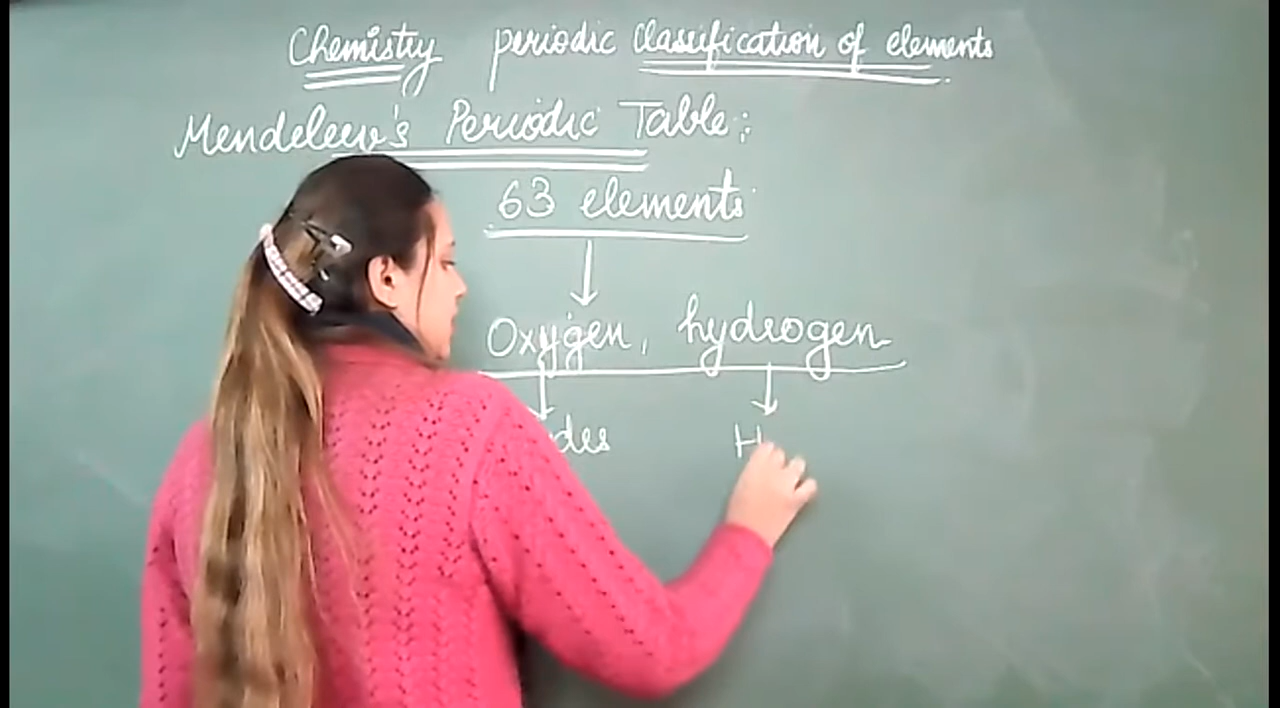 Chemistry periodic classification of elements
Mendeleev's Periodic Table:
63 elements
Oxygen, hydrogen
H